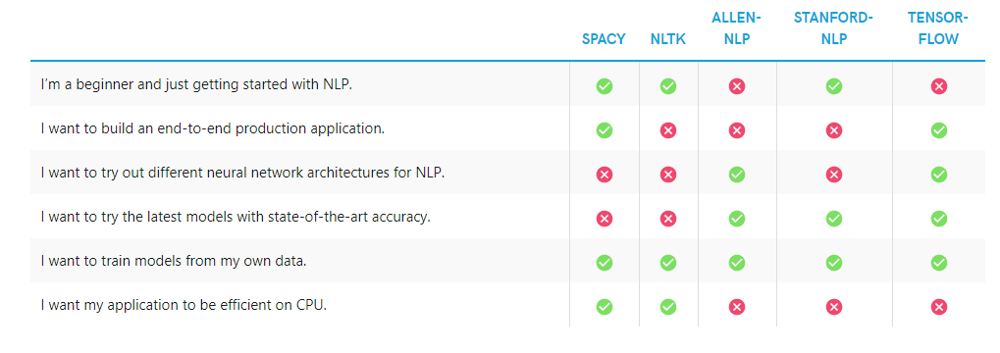 ALLEN- STANFORD- TENSOR-
SPACY NLTK NLP NLP FLOW
I'm a beginner and just getting started with NLP.
I want to build an end-to-end production application.
I want to try out different neural network architectures for NLP.
I want to try the latest models with state-of-the-art accuracy.
I want to train models from my own data.
I want my application to be efficient on CPU.